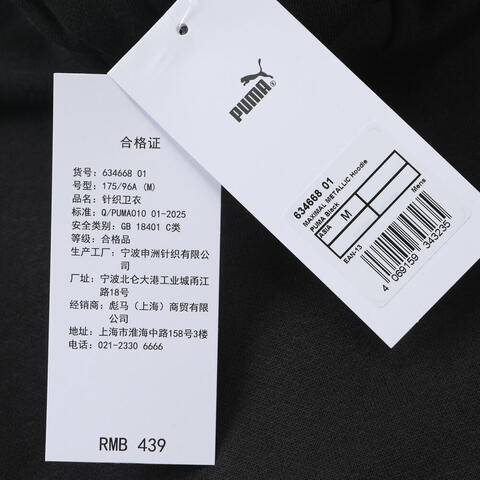 合格证
货号：634668 01
号型：175/96A (M)
品名：针织卫衣
标准：Q/PUMA010 01-2025
安全类别：GB 18401 C类
等级：合格品
生产工厂：宁波申洲针织有限公
司
厂址：宁波北仑大港工业城甬江
路18号
经销商：彪马（上海）商贸有限
公司
地址：上海市淮海中路158号3楼
电话：021-2330 6666
RMB 439
PUMA
634668 01
MAXIMAL METALLIC Hoodie
PUMA Black
ASIA M
Mens
EAN-13
4 069159 343235